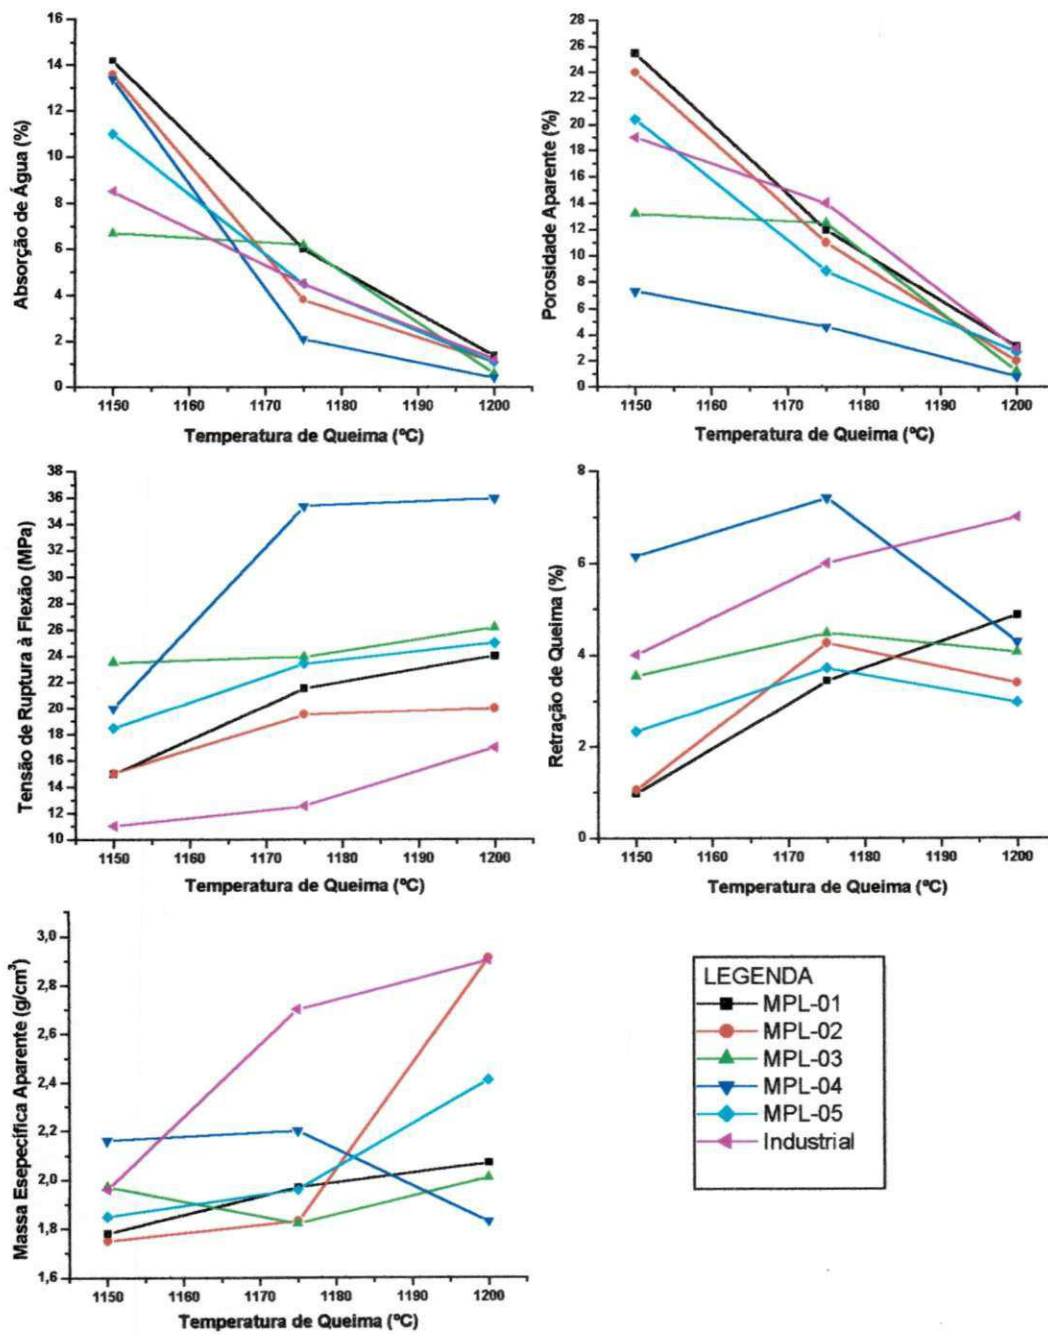 16
14
12
10
8
6
4
2
0
Absorção de Água (%)
1150 1160 1170 1180 1190 1200
Temperatura de Queima (ºC)
28
26
24
22
20
18
16
14
12
10
8
6
4
2
0
Porosidade Aparente (%)
1150 1160 1170 1180 1190 1200
Temperatura de Queima (ºC)
38
36
34
32
30
28
26
24
22
20
18
16
14
12
10
Tensão de Ruptura à Flexão (MPa)
1150 1160 1170 1180 1190 1200
Temperatura de Queima (ºC)
8
6
4
2
0
Retração de Queima (%)
1150 1160 1170 1180 1190 1200
Temperatura de Queima (ºC)
3,0
2,8
2,6
2,4
2,2
2,0
1,8
1,6
Massa Esepecífica Aparente (g/cm³)
1150 1160 1170 1180 1190 1200
Temperatura de Queima (ºC)
LEGENDA
MPL-01
MPL-02
MPL-03
MPL-04
MPL-05
Industrial